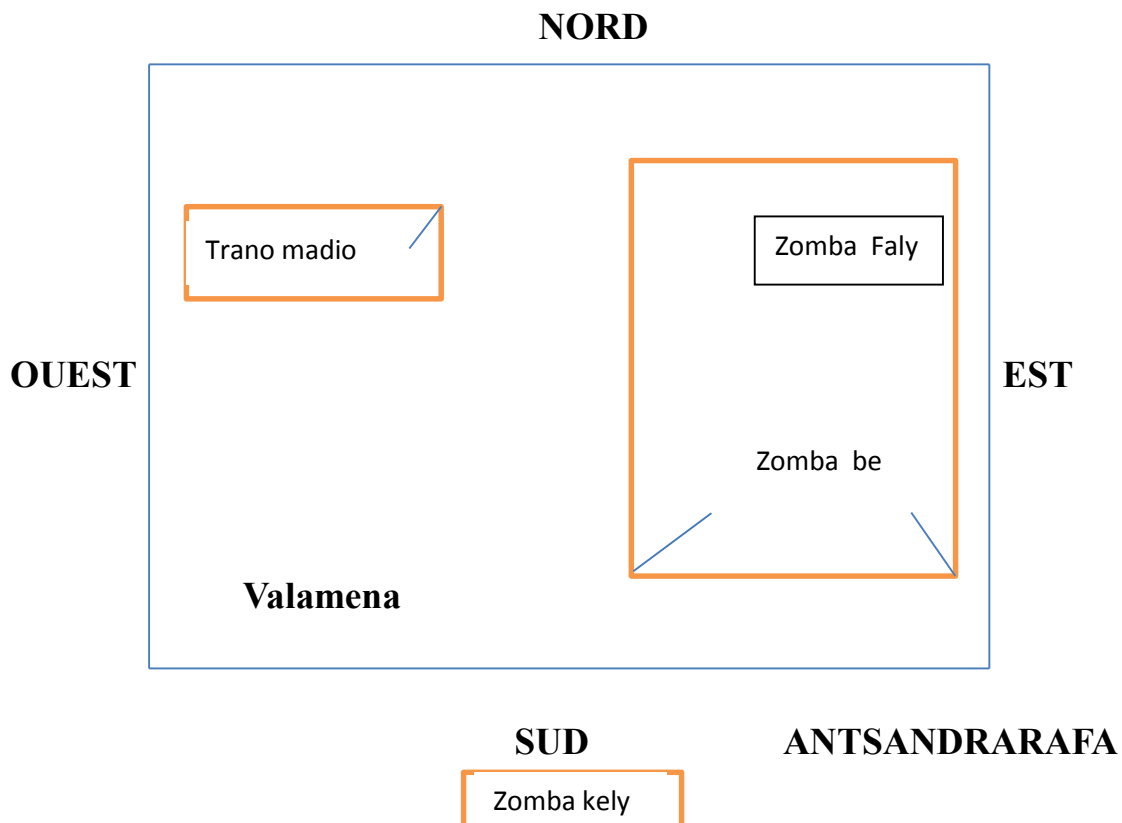 NORD
Trano madio
Zomba Faly
OUEST
EST
Zomba be
Valamena
SUD
ANTSANDRARAFA
Zomba kely